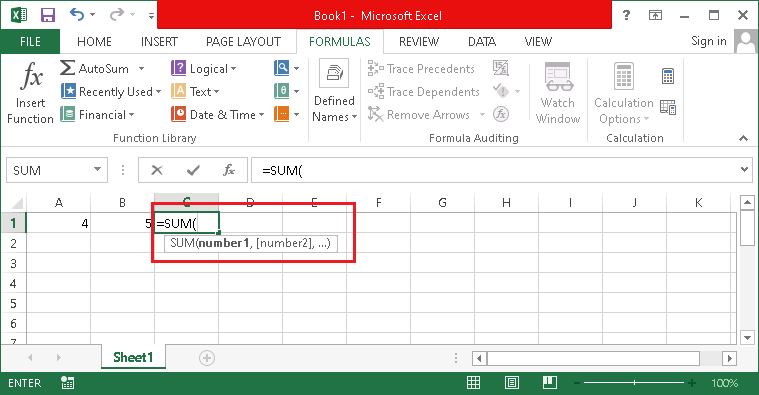 Book1 - Microsoft Excel
FILE HOME INSERT PAGE LAYOUT FORMULAS REVIEW DATA VIEW Sign in
fx Insert Function
AutoSum
Recently Used
Financial
Logical
Text
Date & Time
θ
Function Library
Defined Names
Trace Precedents
Trace Dependents
Remove Arrows
Watch Window
Formula Auditing
Calculation Options
Calculation
SUM fx =SUM(
A B C D E F G H I J K
1 4 5 =SUM(
2 SUM(number1, [number2], ...)
3
4
5
6
7
Sheet1
ENTER 100%